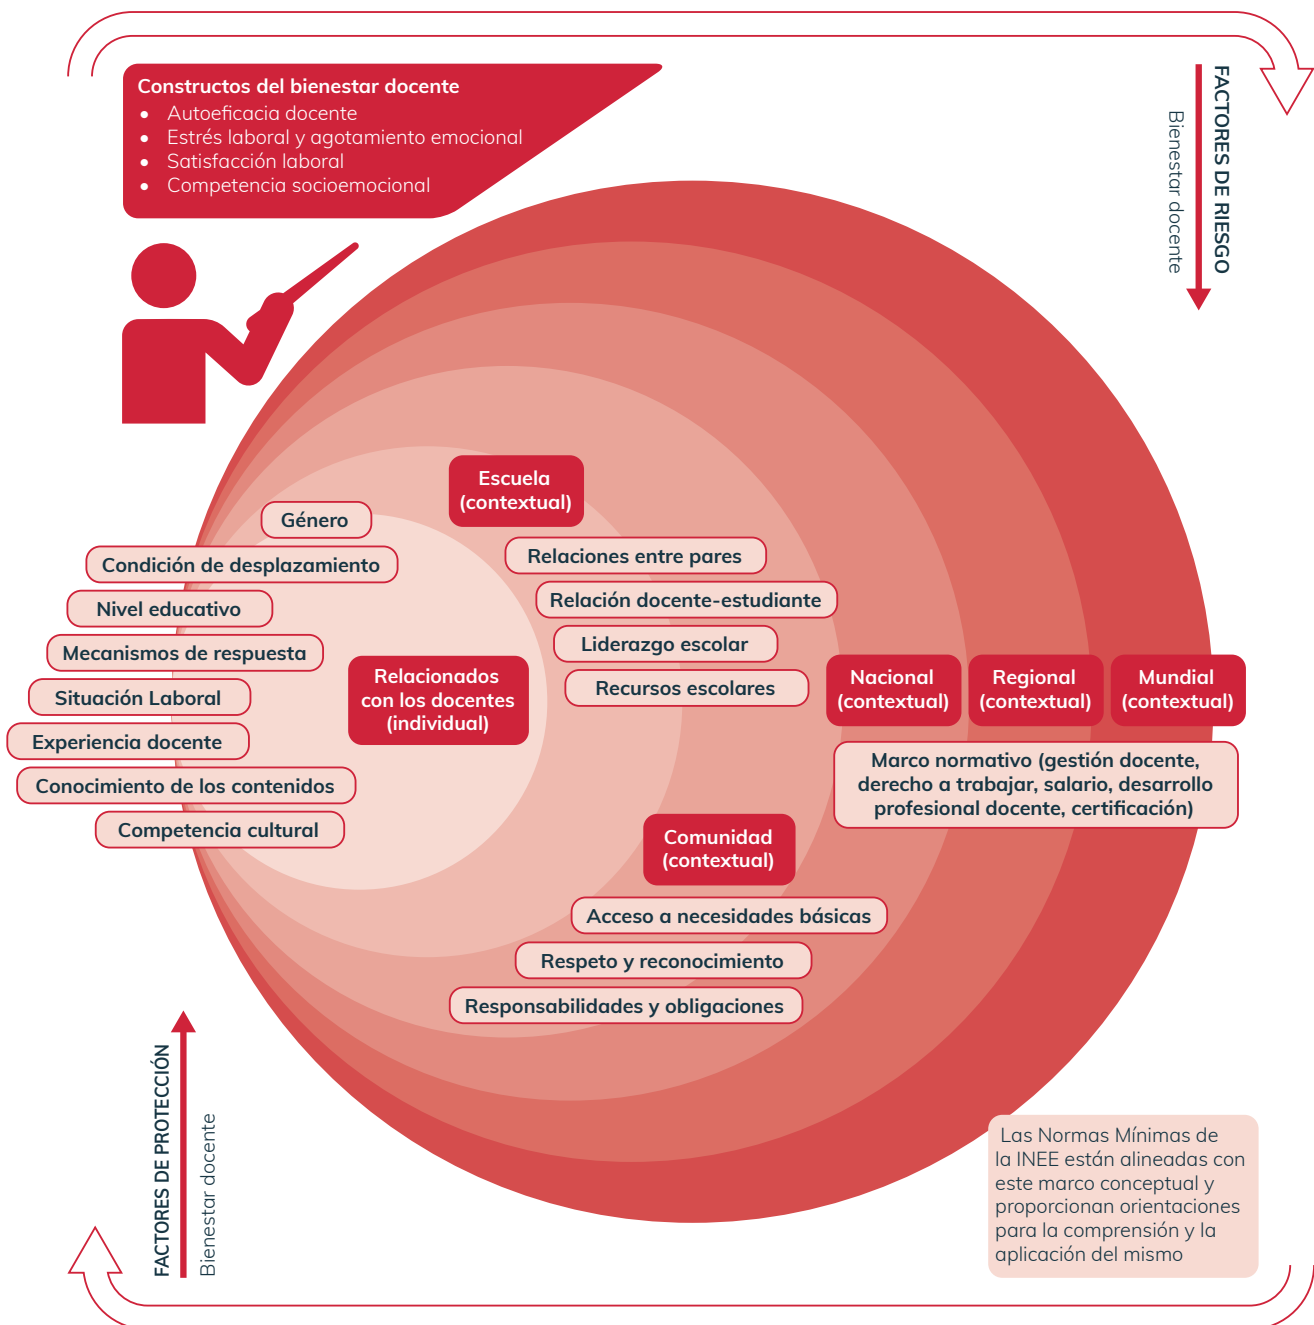 Constructos del bienestar docente
• Autoeficacia docente
• Estrés laboral y agotamiento emocional
• Satisfacción laboral
• Competencia socioemocional
FACTORES DE RIESGO
Bienestar docente
Escuela
(contextual)
Relaciones entre pares
Relación docente-estudiante
Liderazgo escolar
Recursos escolares
Género
Condición de desplazamiento
Nivel educativo
Mecanismos de respuesta
Situación Laboral
Experiencia docente
Conocimiento de los contenidos
Competencia cultural
Relacionados
con los docentes
(individual)
Nacional
(contextual)
Regional
(contextual)
Mundial
(contextual)
Marco normativo (gestión docente,
derecho a trabajar, salario, desarrollo
profesional docente, certificación)
Comunidad
(contextual)
Acceso a necesidades básicas
Respeto y reconocimiento
Responsabilidades y obligaciones
FACTORES DE PROTECCIÓN
Bienestar docente
Las Normas Mínimas de
la INEE están alineadas con
este marco conceptual y
proporcionan orientaciones
para la comprensión y la
aplicación del mismo